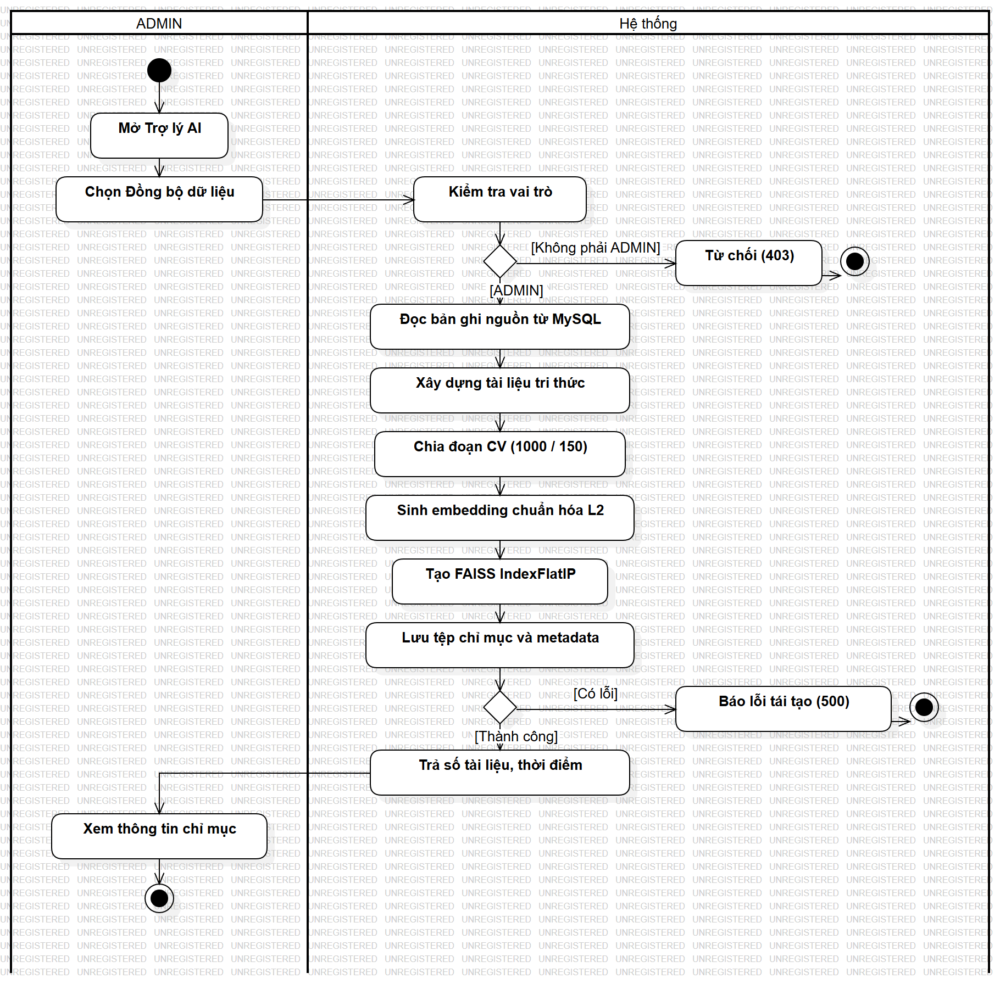 ADMIN
Hệ thống
Mở Trợ lý AI
Chọn Đồng bộ dữ liệu
Kiểm tra vai trò
[Không phải ADMIN]
Từ chối (403)
[ADMIN]
Đọc bản ghi nguồn từ MySQL
Xây dựng tài liệu tri thức
Chia đoạn CV (1000 / 150)
Sinh embedding chuẩn hóa L2
Tạo FAISS IndexFlatIP
Lưu tệp chỉ mục và metadata
[Có lỗi]
Báo lỗi tái tạo (500)
[Thành công]
Trả số tài liệu, thời điểm
Xem thông tin chỉ mục
UNREGISTERED